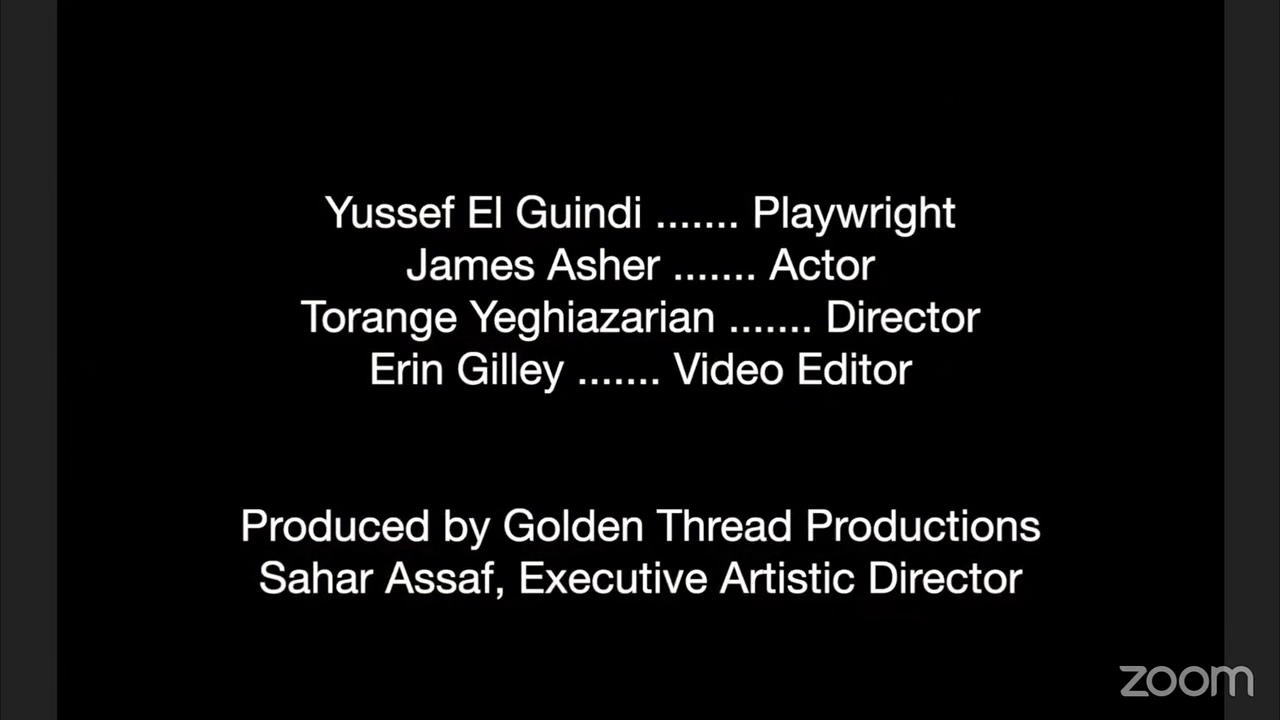 Yussef El Guindi ....... Playwright
James Asher ....... Actor
Torange Yeghiazarian ....... Director
Erin Gilley ....... Video Editor
Produced by Golden Thread Productions
Sahar Assaf, Executive Artistic Director
zoom